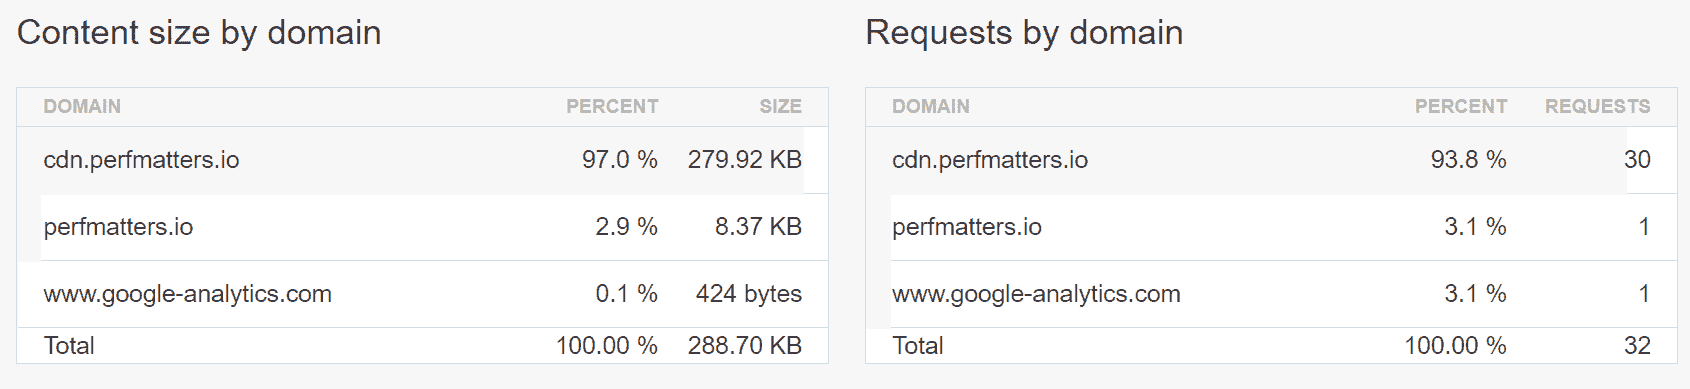 Content size by domain
DOMAIN PERCENT SIZE
cdn.perfmatters.io 97.0 % 279.92 KB
perfmatters.io 2.9 % 8.37 KB
www.google-analytics.com 0.1 % 424 bytes
Total 100.00 % 288.70 KB
Requests by domain
DOMAIN PERCENT REQUESTS
cdn.perfmatters.io 93.8 % 30
perfmatters.io 3.1 % 1
www.google-analytics.com 3.1 % 1
Total 100.00 % 32